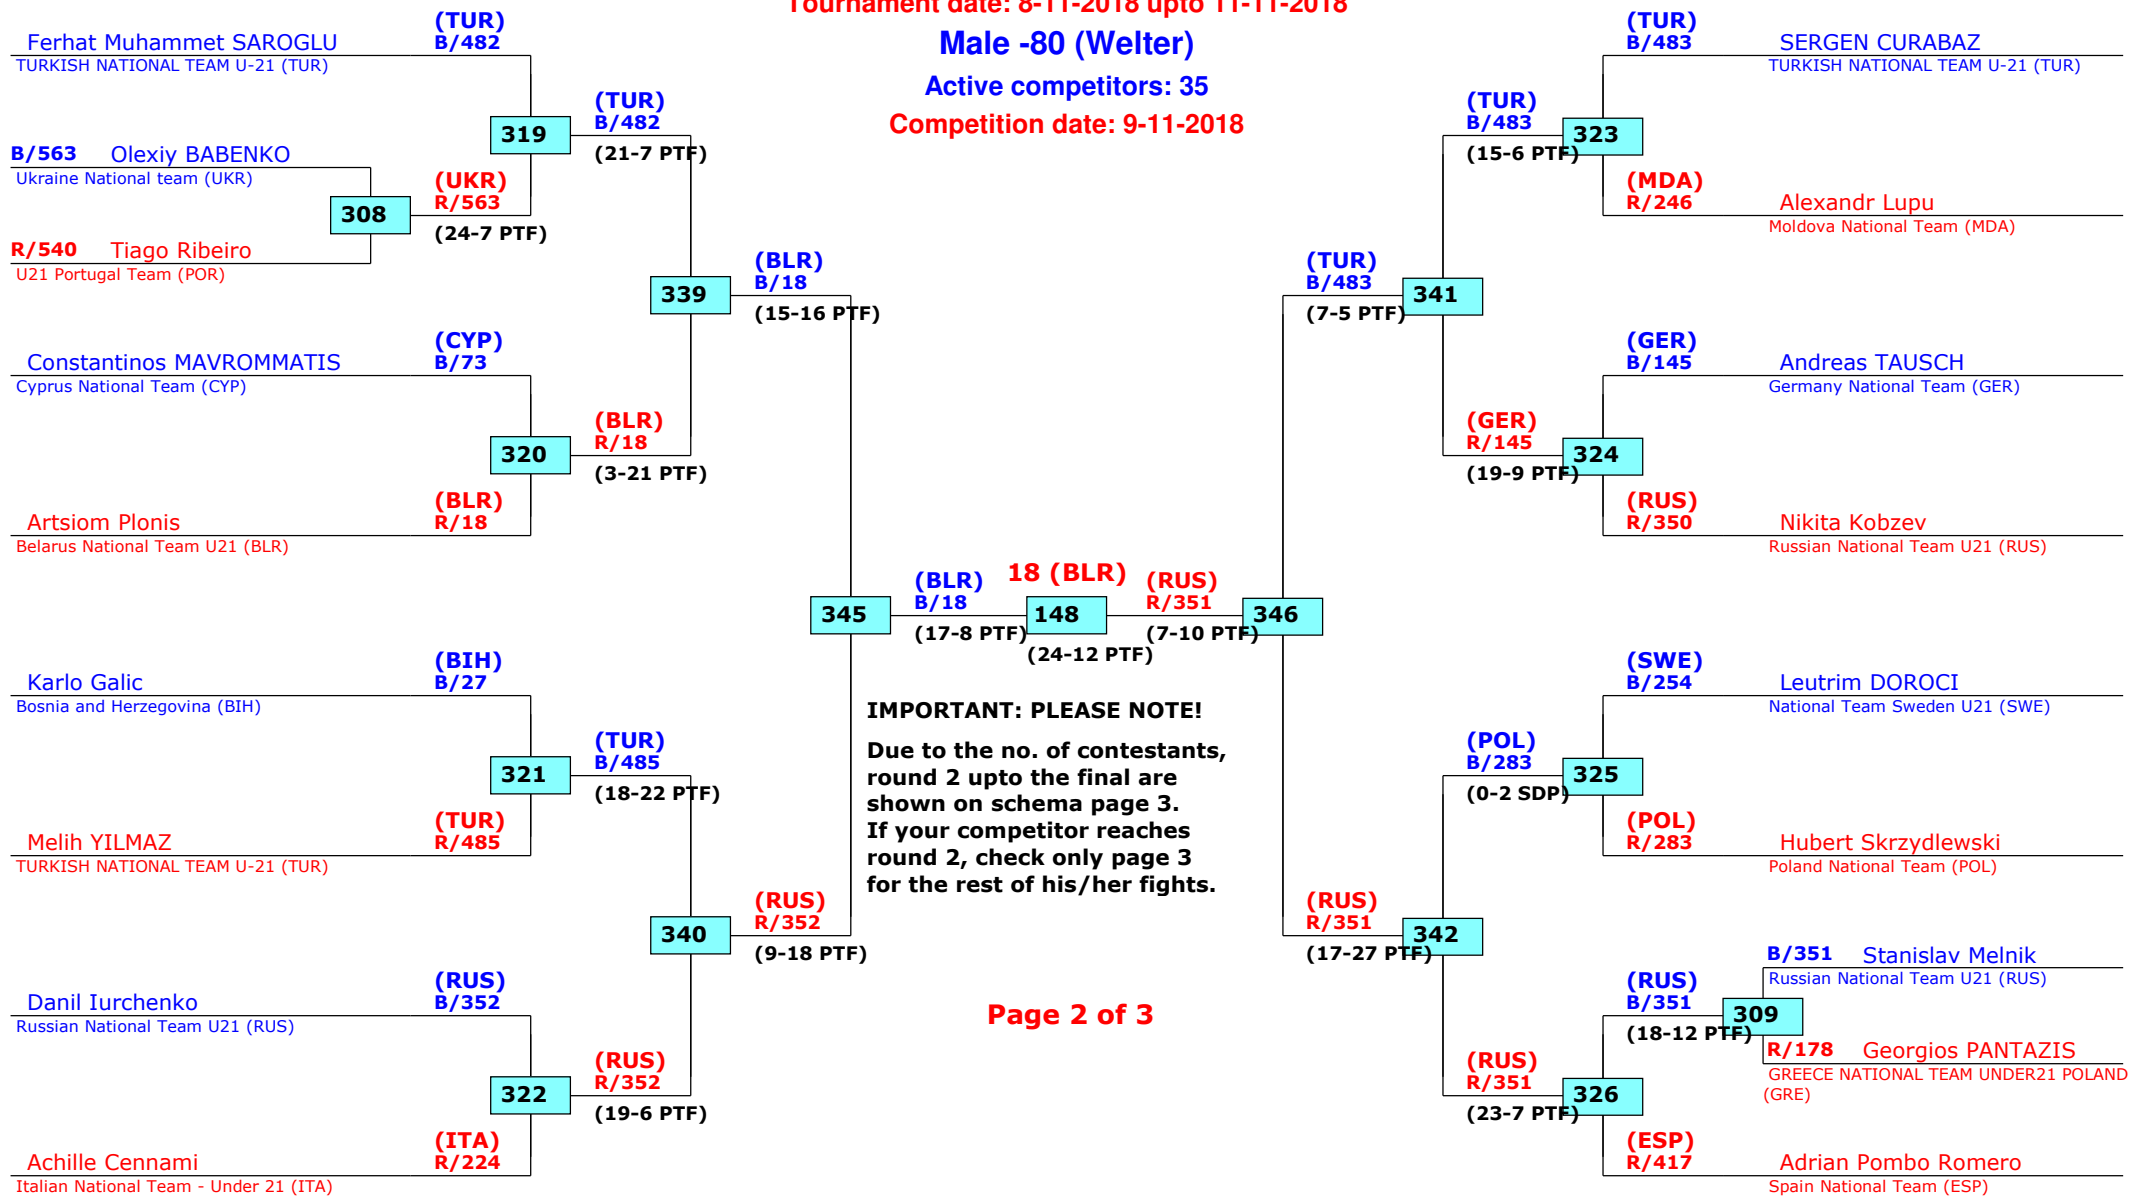 Tournament date: 8-11-2018 upto 11-11-2018
Male -80 (Welter)
Active competitors: 35
Competition date: 9-11-2018
(TUR)
B/482
Ferhat Muhammet SAROGLU
TURKISH NATIONAL TEAM U-21 (TUR)
319
(TUR)
B/482
(21-7 PTF)
B/563 Olexiy BABENKO
Ukraine National team (UKR)
308
(UKR)
R/563
(24-7 PTF)
R/540 Tiago Ribeiro
U21 Portugal Team (POR)
339
(BLR)
B/18
(15-16 PTF)
(CYP)
B/73
Constantinos MAVROMMATIS
Cyprus National Team (CYP)
320
(BLR)
R/18
(3-21 PTF)
(BLR)
R/18
Artsiom Plonis
Belarus National Team U21 (BLR)
345
(BLR)
B/18
(17-8 PTF)
18 (BLR)
148
(24-12 PTF)
(RUS)
R/351
(7-10 PTF)
346
(BIH)
B/27
Karlo Galic
Bosnia and Herzegovina (BIH)
321
(TUR)
B/485
(18-22 PTF)
(TUR)
R/485
Melih YILMAZ
TURKISH NATIONAL TEAM U-21 (TUR)
340
(RUS)
R/352
(9-18 PTF)
(RUS)
B/352
Danil Iurchenko
Russian National Team U21 (RUS)
322
(RUS)
R/352
(19-6 PTF)
(ITA)
R/224
Achille Cennami
Italian National Team - Under 21 (ITA)
IMPORTANT: PLEASE NOTE!
Due to the no. of contestants,
round 2 upto the final are
shown on schema page 3.
If your competitor reaches
round 2, check only page 3
for the rest of his/her fights.
Page 2 of 3
(TUR)
B/483
SERGEN CURABAZ
TURKISH NATIONAL TEAM U-21 (TUR)
(TUR)
B/483
(15-6 PTF)
323
(MDA)
R/246
Alexandr Lupu
Moldova National Team (MDA)
(TUR)
B/483
(7-5 PTF)
341
(GER)
B/145
Andreas TAUSCH
Germany National Team (GER)
(GER)
R/145
(19-9 PTF)
324
(RUS)
R/350
Nikita Kobzev
Russian National Team U21 (RUS)
(SWE)
B/254
Leutrim DOROCI
National Team Sweden U21 (SWE)
(POL)
B/283
(0-2 SDP)
325
(POL)
R/283
Hubert Skrzydlewski
Poland National Team (POL)
(RUS)
R/351
(17-27 PTF)
342
B/351 Stanislav Melnik
Russian National Team U21 (RUS)
(RUS)
B/351
(18-12 PTF)
309
R/178 Georgios PANTAZIS
GREECE NATIONAL TEAM UNDER21 POLAND
(GRE)
(RUS)
R/351
(23-7 PTF)
326
(ESP)
R/417
Adrian Pombo Romero
Spain National Team (ESP)